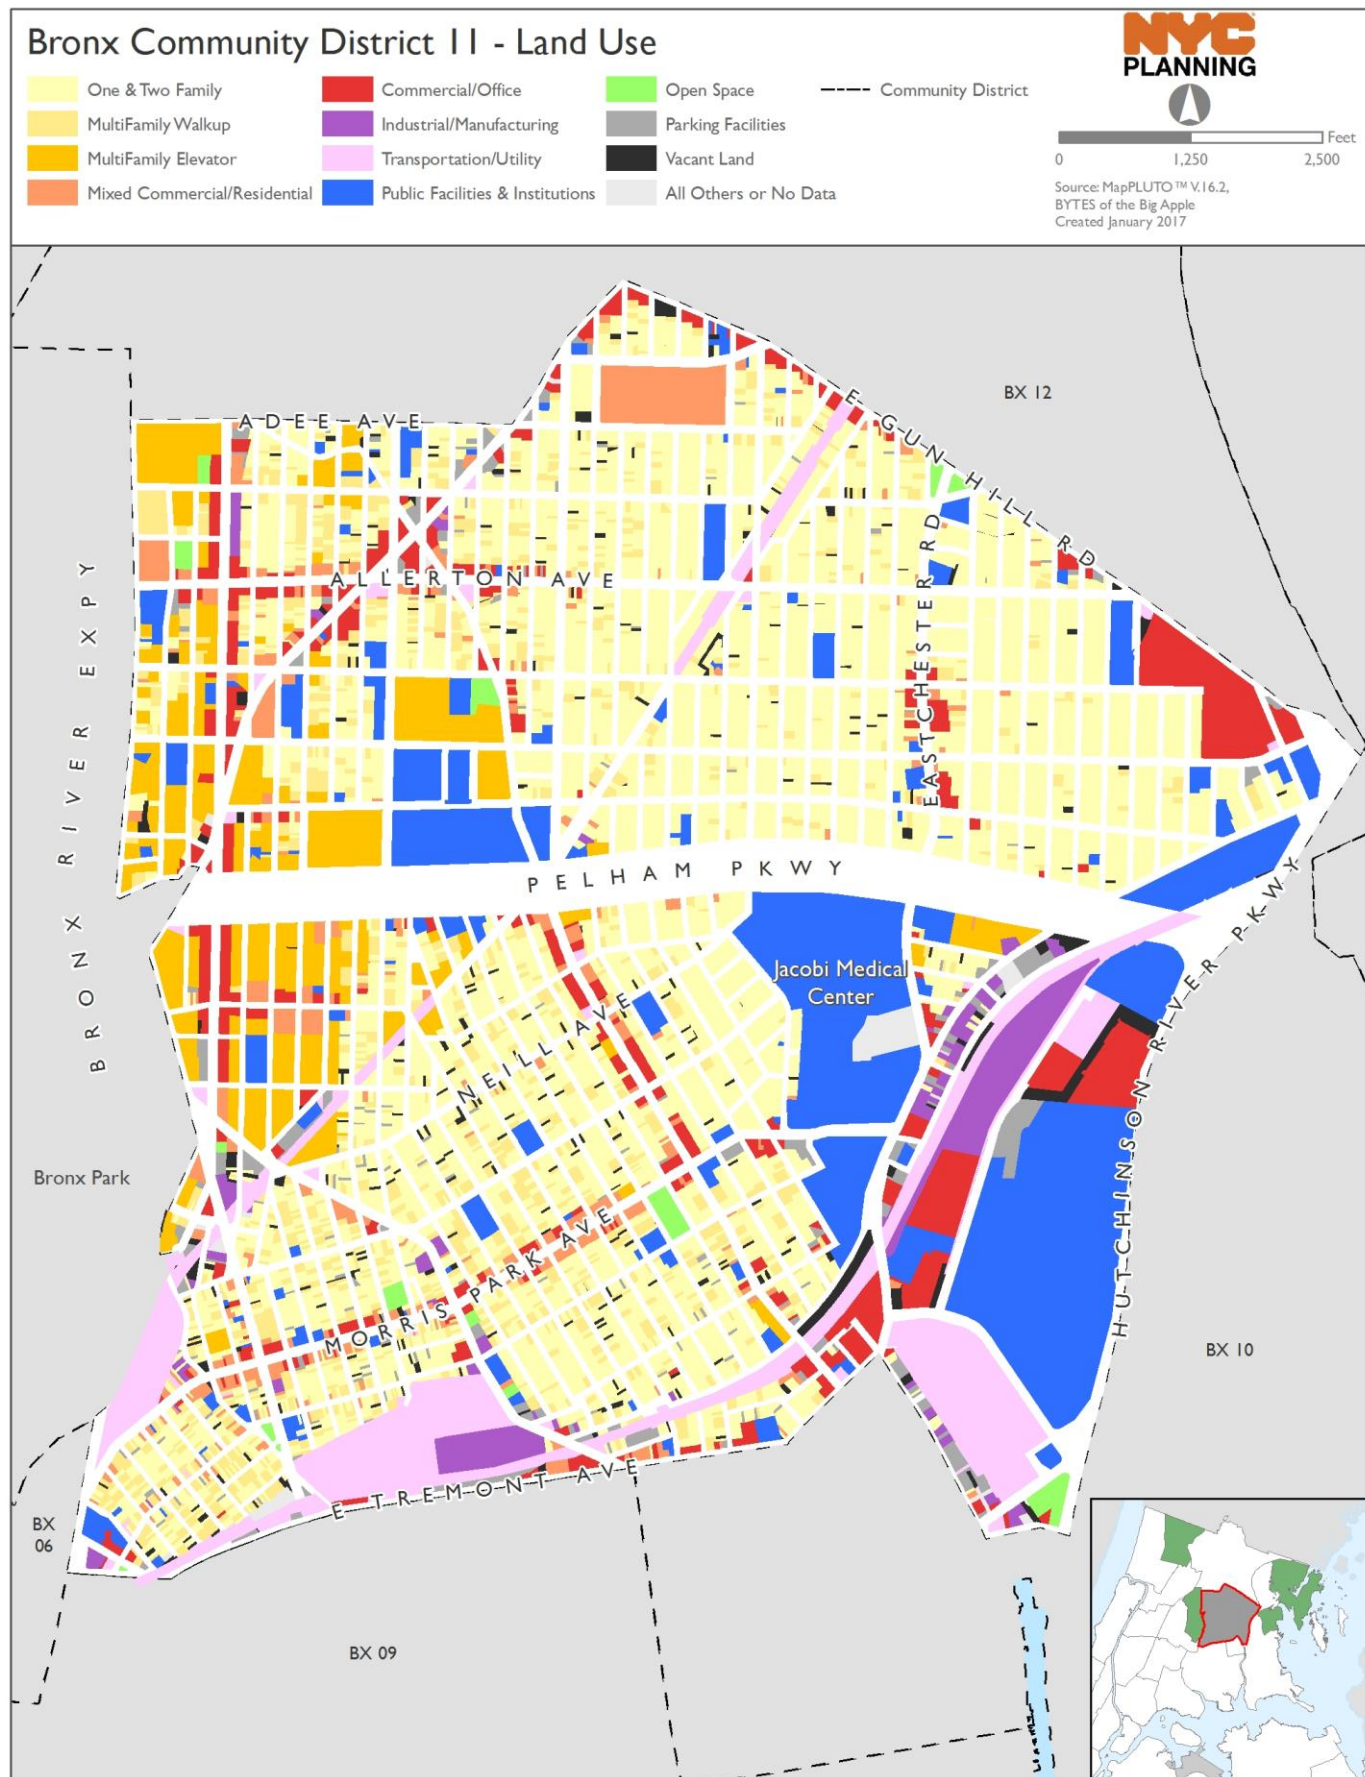 Bronx Community District 11 - Land Use
One & Two Family
MultiFamily Walkup
MultiFamily Elevator
Mixed Commercial/Residential
Commercial/Office
Industrial/Manufacturing
Transportation/Utility
Public Facilities & Institutions
Open Space
Parking Facilities
Vacant Land
All Others or No Data
Community District
NYC
PLANNING
Feet
0 1,250 2,500
Source: MapPLUTO™ V.16.2,
BYTES of the Big Apple
Created January 2017
BX 12
ADEE AVE
E GUN HILL RD
ALLERTON AVE
EASTCHESTER RD
BRONX RIVER EXPY
PELHAM PKWY
Jacobi Medical
Center
NEILL AVE
HUTCHINSON RIVER PKWY
Bronx Park
MORRIS PARK AVE
BX 10
E TREMONT AVE
BX
06
BX 09